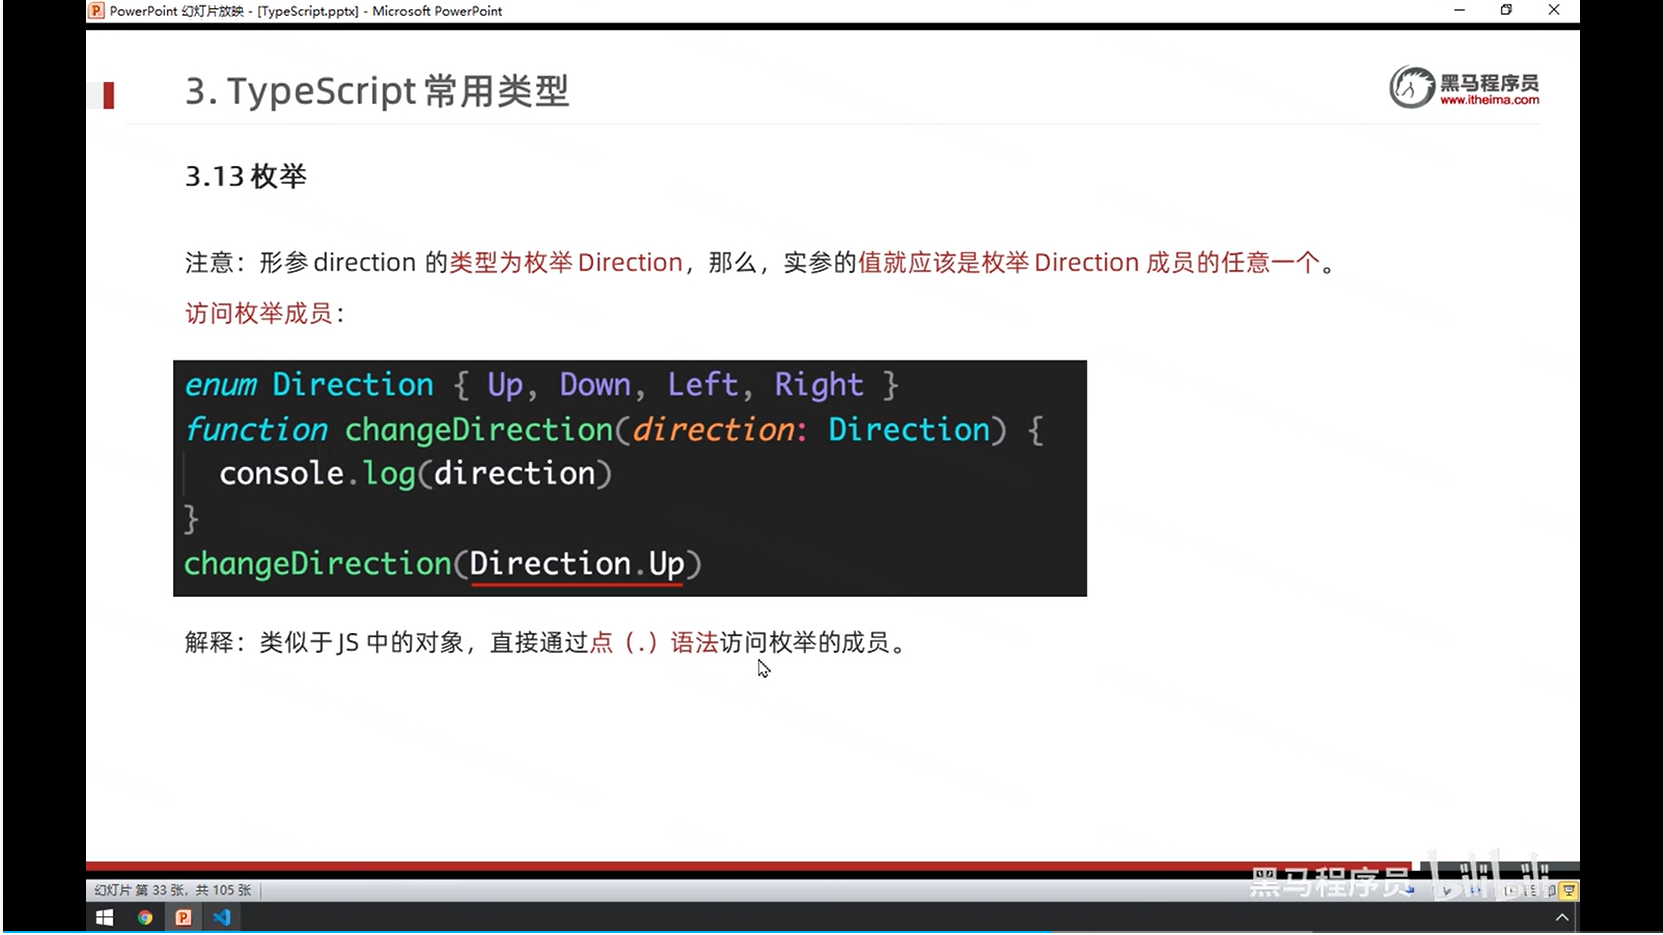 PowerPoint 幻灯片放映 - [TypeScript.pptx] - Microsoft PowerPoint
3. TypeScript 常用类型
黑马程序员
www.itheima.com
3.13 枚举
注意：形参 direction 的类型为枚举 Direction，那么，实参的值就应该是枚举 Direction 成员的任意一个。
访问枚举成员：
enum Direction { Up, Down, Left, Right }
function changeDirection(direction: Direction) {
console.log(direction)
}
changeDirection(Direction.Up)
解释：类似于 JS 中的对象，直接通过点（.）语法访问枚举的成员。
黑马程序员
bilibili
幻灯片 第 33 张，共 105 张